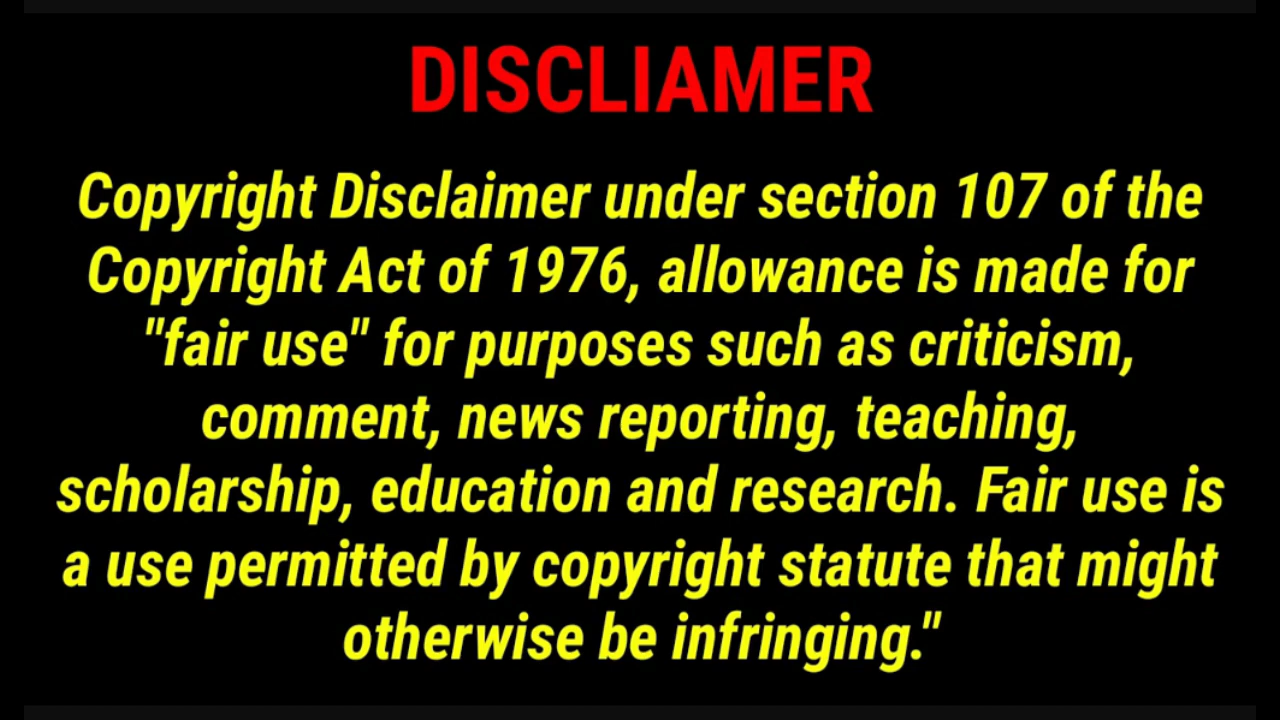 DISCLIAMER
Copyright Disclaimer under section 107 of the
Copyright Act of 1976, allowance is made for
"fair use" for purposes such as criticism,
comment, news reporting, teaching,
scholarship, education and research. Fair use is
a use permitted by copyright statute that might
otherwise be infringing."